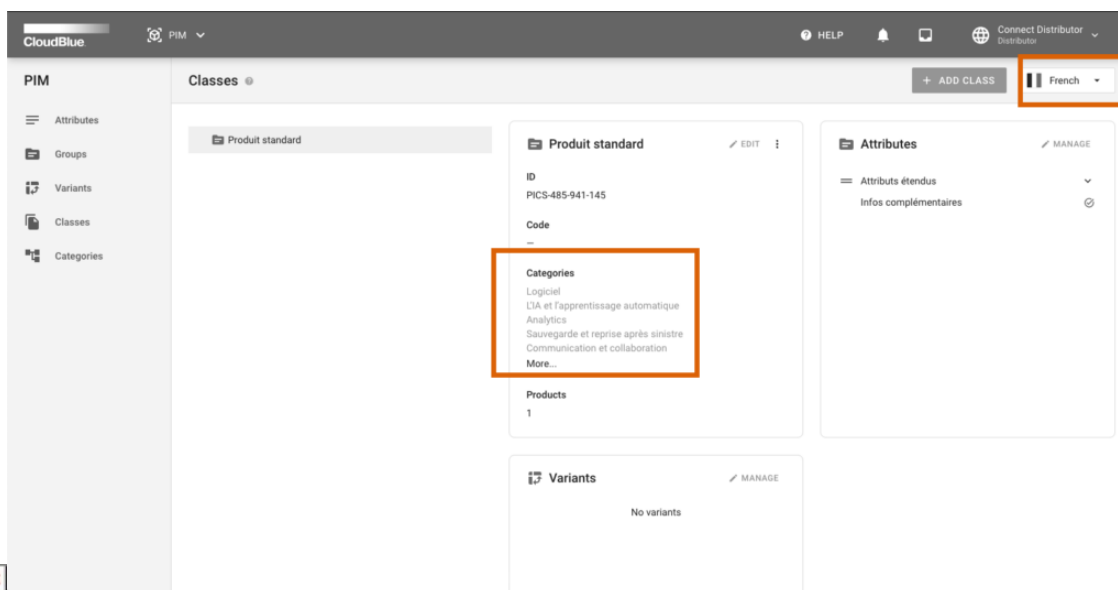 CloudBlue.
PIM
HELP
Connect Distributor
Distributor
PIM
Classes
+ ADD CLASS
French
Attributes
Groups
Variants
Classes
Categories
Produit standard
Produit standard
EDIT
ID
PICS-485-941-145
Code
–
Categories
Logiciel
L'IA et l'apprentissage automatique
Analytics
Sauvegarde et reprise après sinistre
Communication et collaboration
More...
Products
1
Attributes
MANAGE
Attributs étendus
Infos complémentaires
Variants
MANAGE
No variants